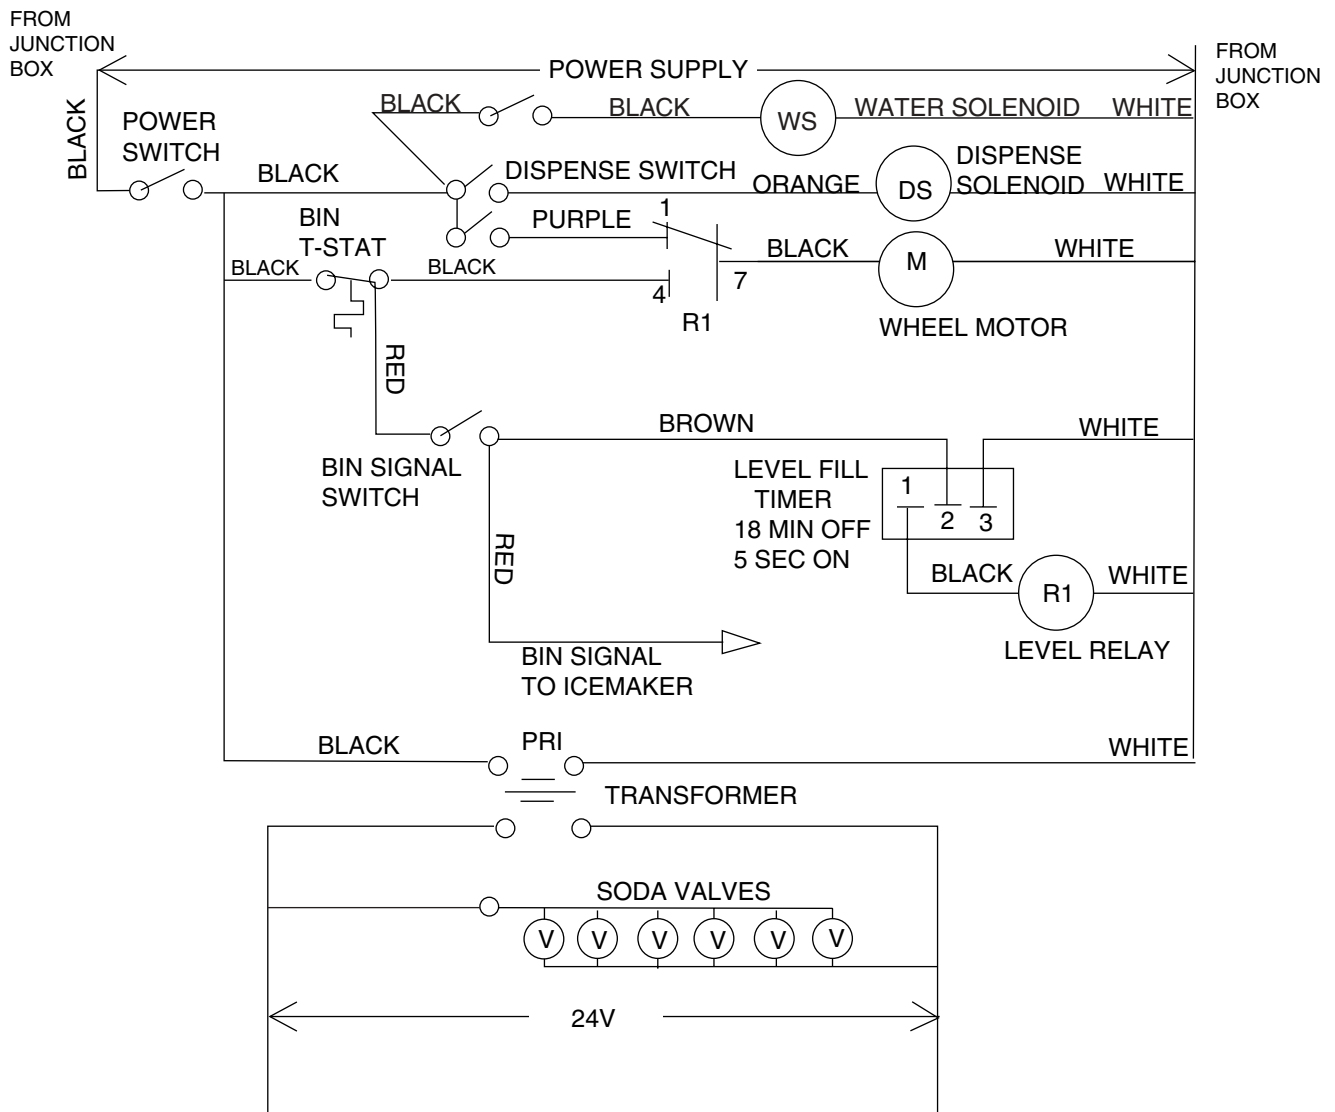 FROM
JUNCTION
BOX
POWER SUPPLY
FROM
JUNCTION
BOX
BLACK
POWER
SWITCH
BLACK
BLACK
WS
WATER SOLENOID
WHITE
BLACK
DISPENSE SWITCH
ORANGE
DS
DISPENSE
SOLENOID
WHITE
BIN
T-STAT
PURPLE
1
BLACK
BLACK
4
7
R1
BLACK
M
WHITE
WHEEL MOTOR
RED
BROWN
WHITE
BIN SIGNAL
SWITCH
LEVEL FILL
TIMER
18 MIN OFF
5 SEC ON
1
2
3
RED
BLACK
R1
WHITE
LEVEL RELAY
BIN SIGNAL
TO ICEMAKER
BLACK
PRI
WHITE
TRANSFORMER
SODA VALVES
V V V V V V
24V